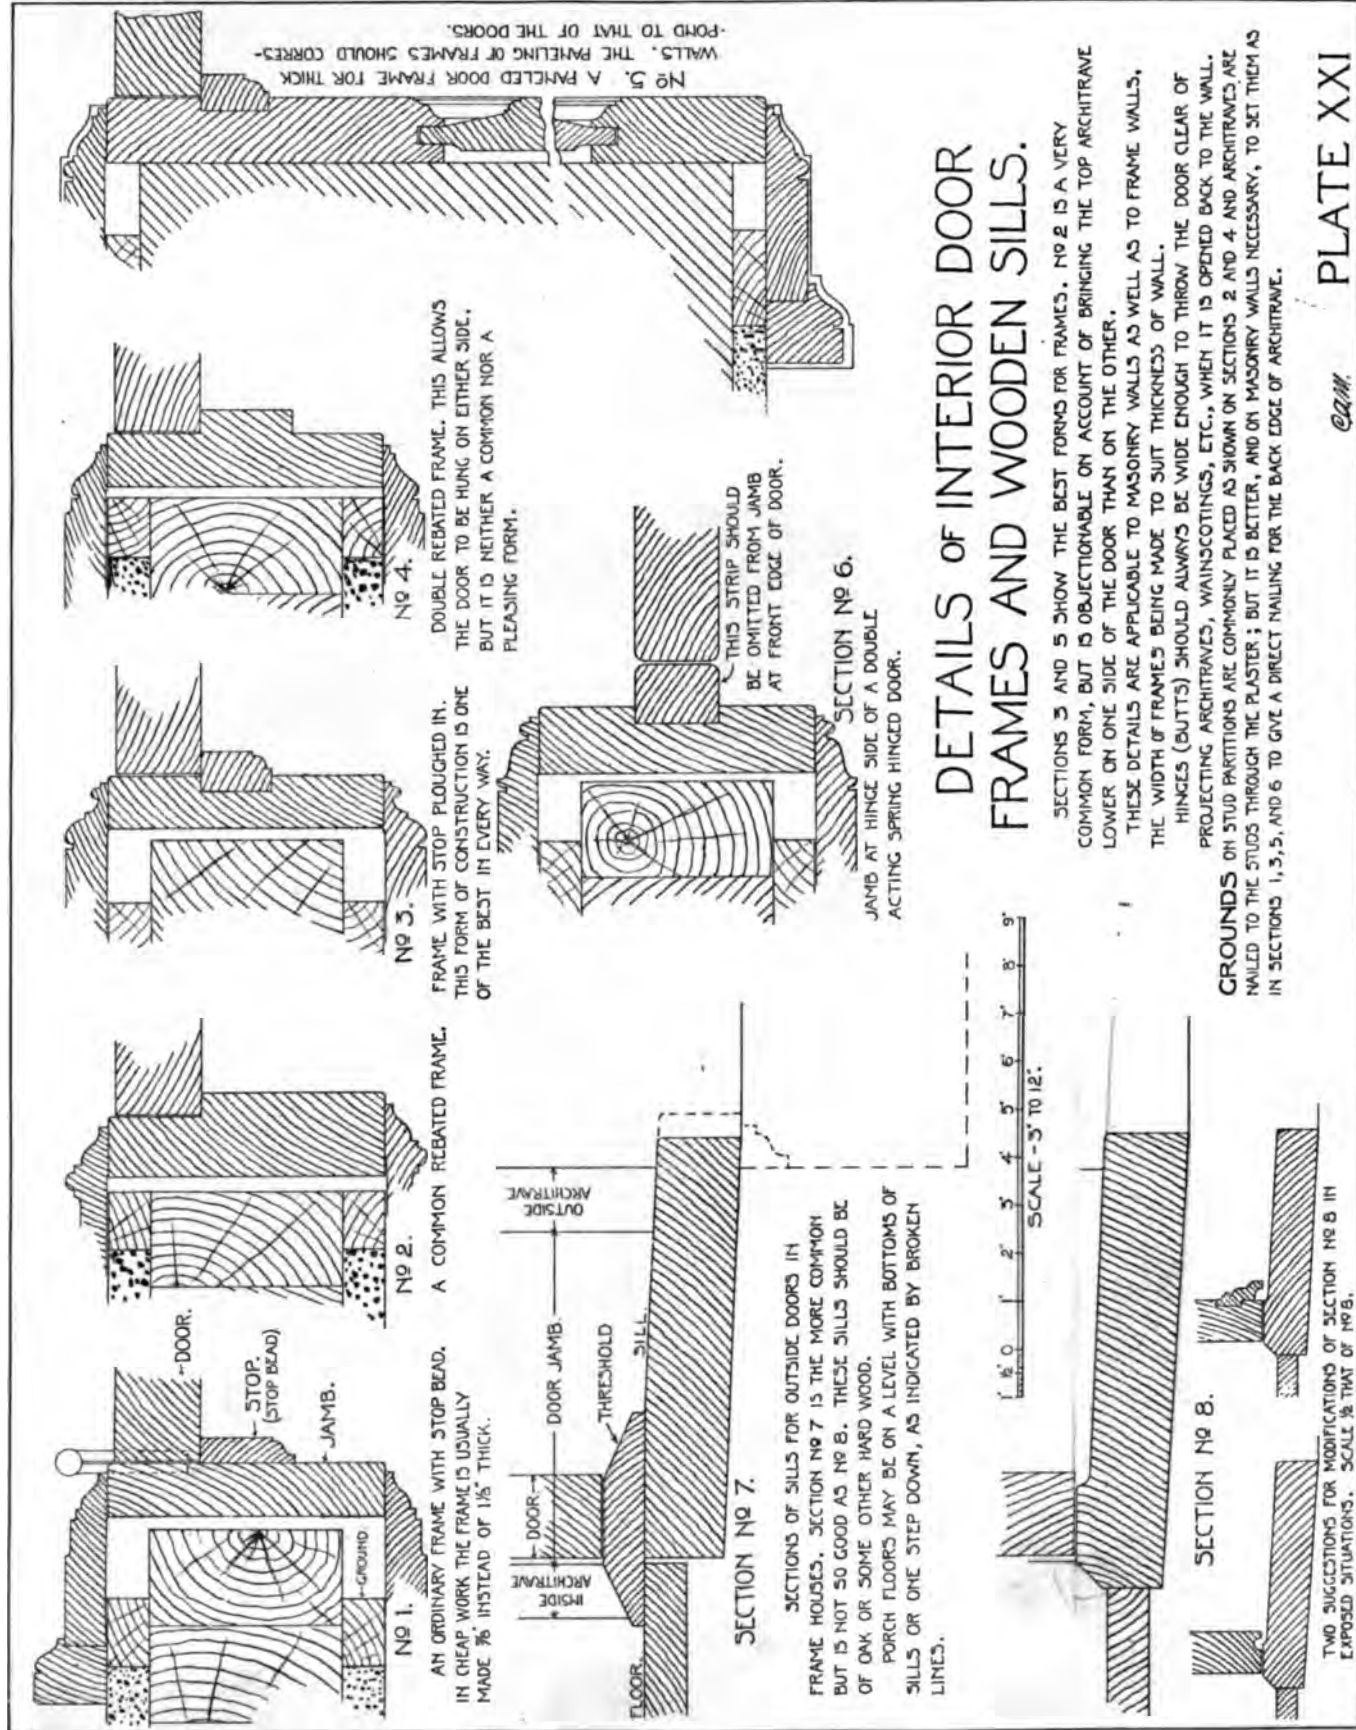 DOOR.
STOP.
(STOP BEAD)
JAMB.
GROUND.
Nº 1.
AN ORDINARY FRAME WITH STOP BEAD.
IN CHEAP WORK THE FRAME IS USUALLY
MADE ⅞" INSTEAD OF 1⅛" THICK.
Nº 2.
A COMMON REBATED FRAME.
Nº 3.
FRAME WITH STOP PLOUGHED IN.
THIS FORM OF CONSTRUCTION IS ONE
OF THE BEST IN EVERY WAY.
Nº 4.
DOUBLE REBATED FRAME. THIS ALLOWS
THE DOOR TO BE HUNG ON EITHER SIDE,
BUT IT IS NEITHER A COMMON NOR A
PLEASING FORM.
Nº 5. A PANELLED DOOR FRAME FOR THICK
WALLS. THE PANELING OF FRAMES SHOULD CORRES-
-POND TO THAT OF THE DOORS.
THIS STRIP SHOULD
BE OMITTED FROM JAMB
AT FRONT EDGE OF DOOR.
SECTION Nº 6.
JAMB AT HINGE SIDE OF A DOUBLE
ACTING SPRING HINGED DOOR.
INSIDE
ARCHITRAVE
DOOR
DOOR JAMB.
OUTSIDE
ARCHITRAVE
THRESHOLD
SILL
FLOOR.
SECTION Nº 7.
SECTIONS OF SILLS FOR OUTSIDE DOORS IN
FRAME HOUSES. SECTION Nº 7 IS THE MORE COMMON
BUT IS NOT SO GOOD AS Nº 8. THESE SILLS SHOULD BE
OF OAK OR SOME OTHER HARD WOOD.
PORCH FLOORS MAY BE ON A LEVEL WITH BOTTOMS OF
SILLS OR ONE STEP DOWN, AS INDICATED BY BROKEN
LINES.
1" ½" 0 1" 2" 3" 4" 5" 6" 7" 8" 9"
SCALE - 3" TO 12".
SECTION Nº 8.
TWO SUGGESTIONS FOR MODIFICATIONS OF SECTION Nº 8 IN
EXPOSED SITUATIONS. SCALE ½ THAT OF Nº 8.
DETAILS OF INTERIOR DOOR
FRAMES AND WOODEN SILLS.
SECTIONS 3 AND 5 SHOW THE BEST FORMS FOR FRAMES. Nº 2 IS A VERY
COMMON FORM, BUT IS OBJECTIONABLE ON ACCOUNT OF BRINGING THE TOP ARCHITRAVE
LOWER ON ONE SIDE OF THE DOOR THAN ON THE OTHER.
THESE DETAILS ARE APPLICABLE TO MASONRY WALLS AS WELL AS TO FRAME WALLS,
THE WIDTH OF FRAMES BEING MADE TO SUIT THICKNESS OF WALL.
HINGES (BUTTS) SHOULD ALWAYS BE WIDE ENOUGH TO THROW THE DOOR CLEAR OF
PROJECTING ARCHITRAVES, WAINSCOTINGS, ETC., WHEN IT IS OPENED BACK TO THE WALL.
GROUNDS ON STUD PARTITIONS ARE COMMONLY PLACED AS SHOWN ON SECTIONS 2 AND 4 AND ARCHITRAVES ARE
NAILED TO THE STUDS THROUGH THE PLASTER; BUT IT IS BETTER, AND ON MASONRY WALLS NECESSARY, TO SET THEM AS
IN SECTIONS 1, 3, 5, AND 6 TO GIVE A DIRECT NAILING FOR THE BACK EDGE OF ARCHITRAVE.
PLATE XXI